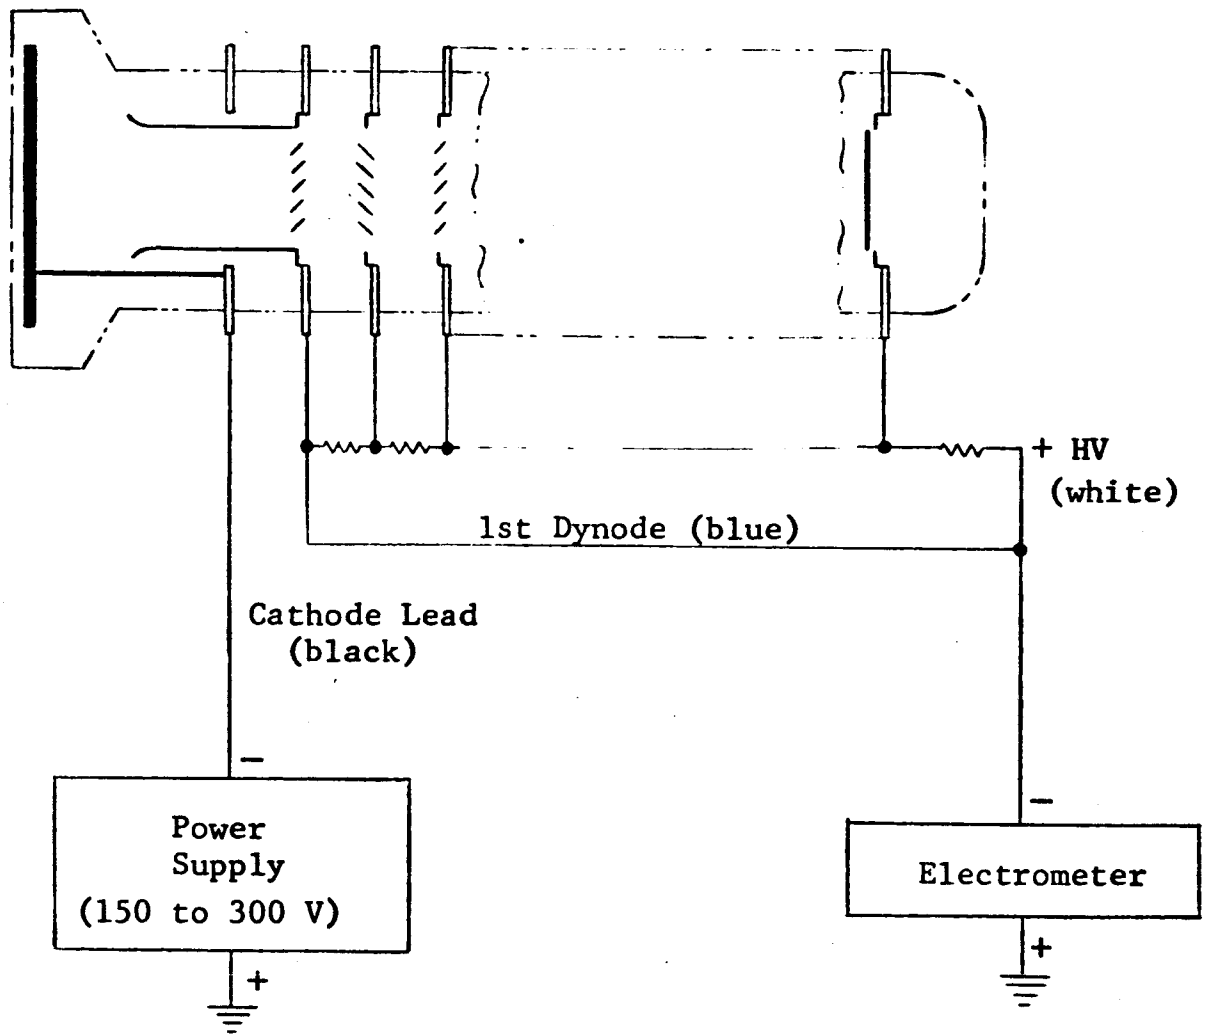 + HV
(white)
1st Dynode (blue)
Cathode Lead
(black)
−
Power
Supply
(150 to 300 V)
+
−
Electrometer
+